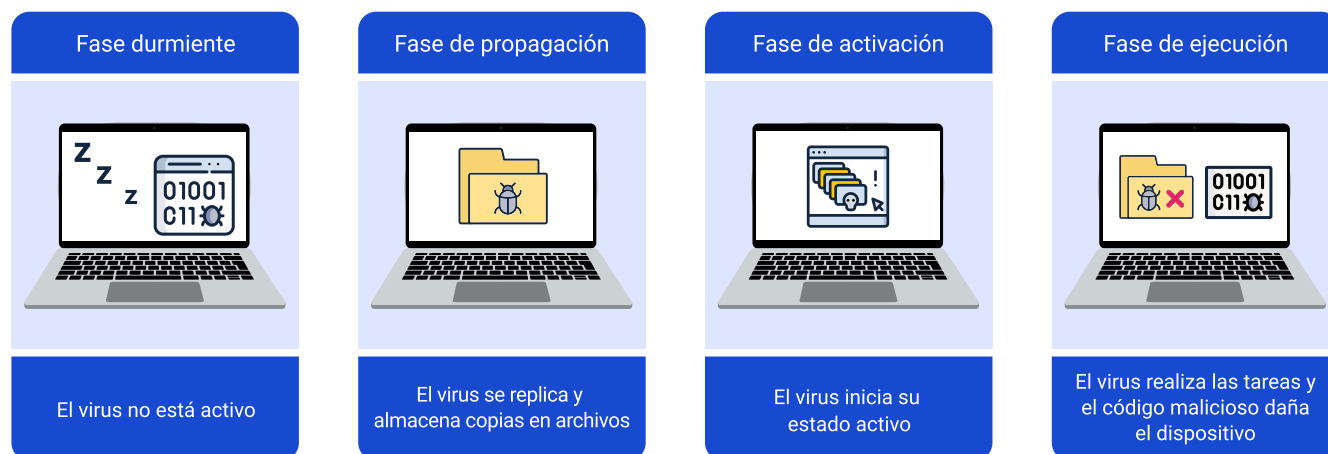 Fase durmiente
Fase de propagación
Fase de activación
Fase de ejecución
z
z
z
01001
C11
01001
C11
!
El virus no está activo
El virus se replica y
almacena copias en archivos
El virus inicia su
estado activo
El virus realiza las tareas y
el código malicioso daña
el dispositivo